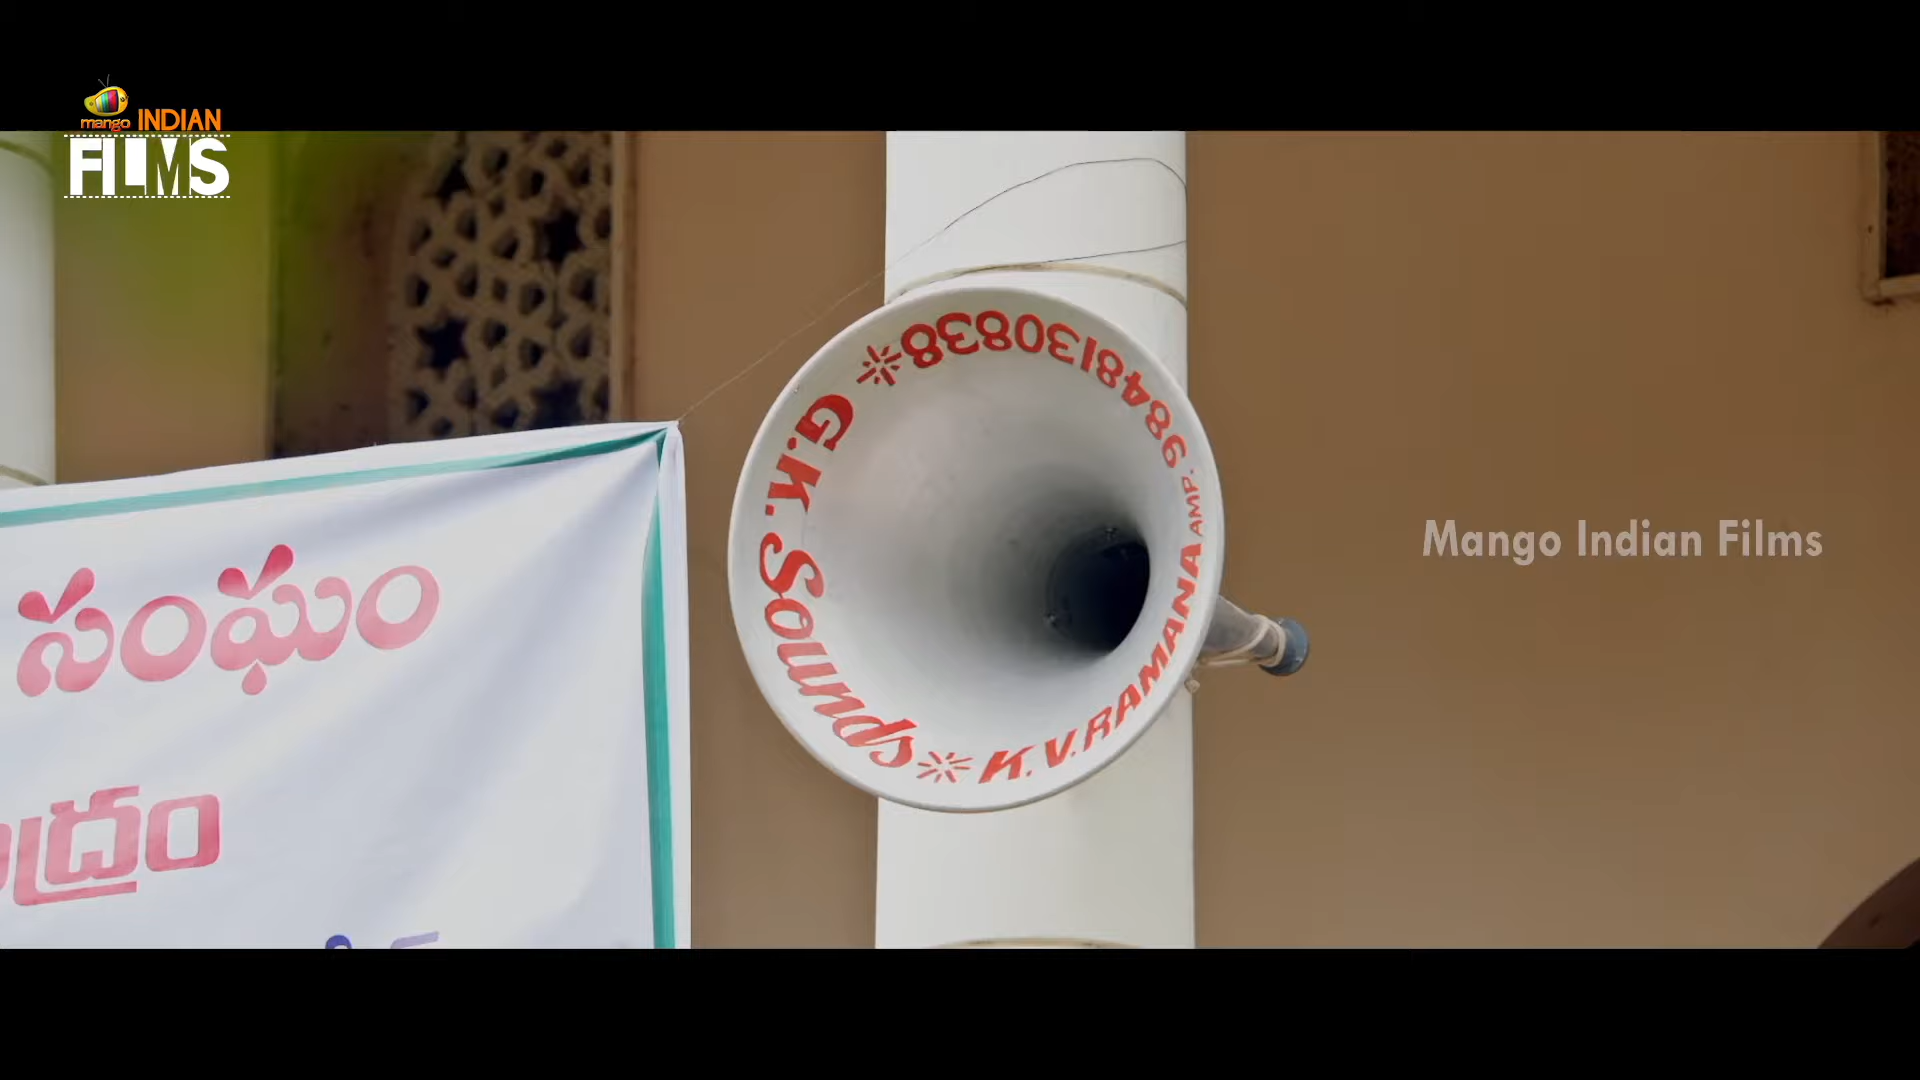 mango INDIAN
FILMS
సంఘం
G.K. Sounds
K.V.RAMANA AMP.
9848130838
Mango Indian Films